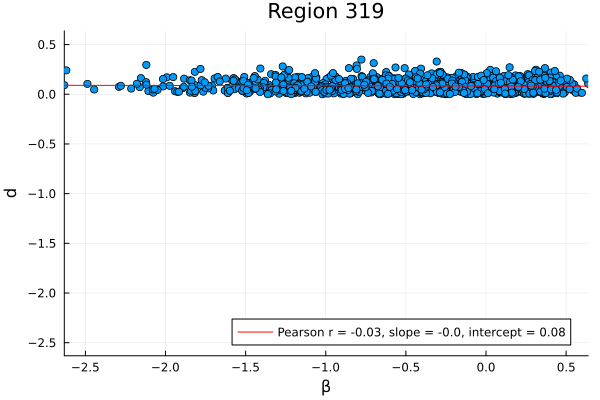 Region 319
0.5
0.0
−0.5
−1.0
−1.5
−2.0
−2.5
d
Pearson r = -0.03, slope = -0.0, intercept = 0.08
−2.5 −2.0 −1.5 −1.0 −0.5 0.0 0.5
β